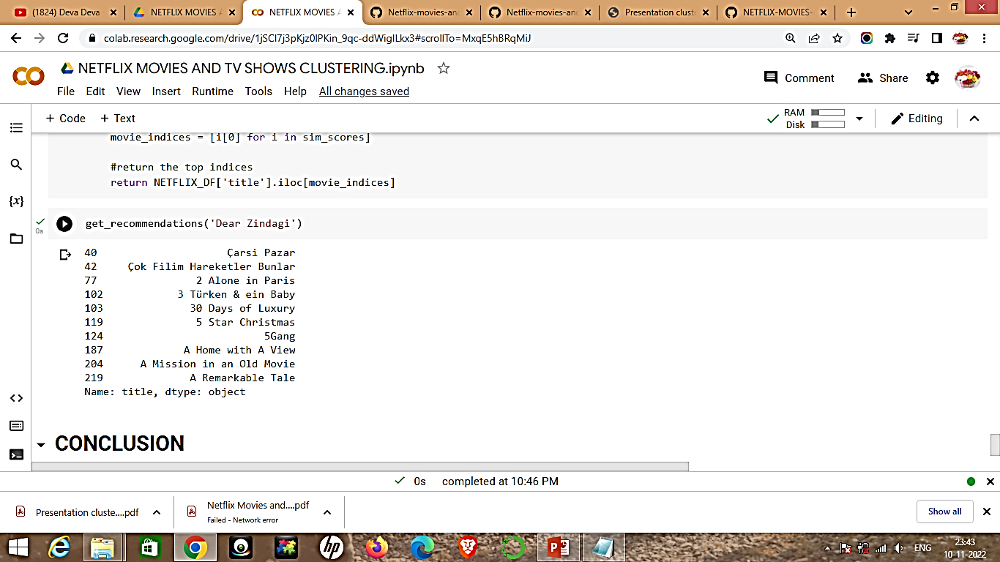 (1824) Deva Deva
NETFLIX MOVIES A
NETFLIX MOVIES A
Netflix-movies-and
Netflix-movies-and
Presentation clust
NETFLIX-MOVIES-
colab.research.google.com/drive/1jSCl7j3pKjz0lPKin_9qc-ddWiglLkx3#scrollTo=MxqE5hBRqMiJ
NETFLIX MOVIES AND TV SHOWS CLUSTERING.ipynb
Comment
Share
File Edit View Insert Runtime Tools Help All changes saved
+ Code + Text
RAM
Disk
Editing
movie_indices = [i[0] for i in sim_scores]
#return the top indices
return NETFLIX_DF['title'].iloc[movie_indices]
{x}
0s
get_recommendations('Dear Zindagi')
40 Çarsi Pazar
42 Çok Filim Hareketler Bunlar
77 2 Alone in Paris
102 3 Türken & ein Baby
103 30 Days of Luxury
119 5 Star Christmas
124 5Gang
187 A Home with A View
204 A Mission in an Old Movie
219 A Remarkable Tale
Name: title, dtype: object
CONCLUSION
0s completed at 10:46 PM
Presentation cluste....pdf
Netflix Movies and....pdf
Failed - Network error
Show all
hp
ENG
23:43
10-11-2022